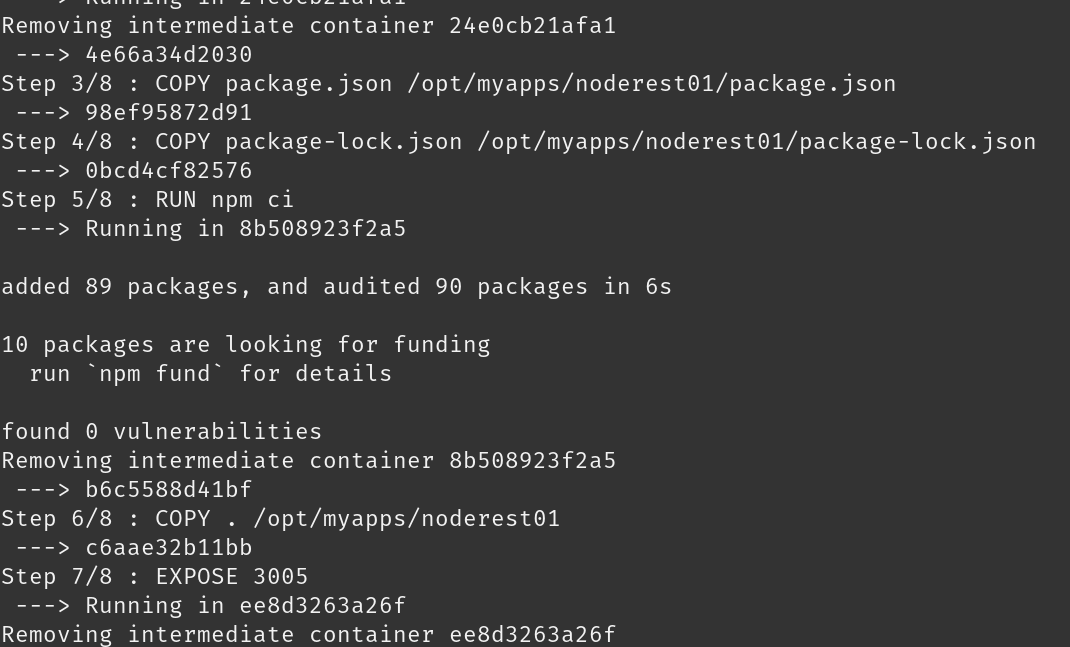 Running in 24e0cb21afa1
Removing intermediate container 24e0cb21afa1
 ---> 4e66a34d2030
Step 3/8 : COPY package.json /opt/myapps/noderest01/package.json
 ---> 98ef95872d91
Step 4/8 : COPY package-lock.json /opt/myapps/noderest01/package-lock.json
 ---> 0bcd4cf82576
Step 5/8 : RUN npm ci
 ---> Running in 8b508923f2a5
added 89 packages, and audited 90 packages in 6s
10 packages are looking for funding
  run `npm fund` for details
found 0 vulnerabilities
Removing intermediate container 8b508923f2a5
 ---> b6c5588d41bf
Step 6/8 : COPY . /opt/myapps/noderest01
 ---> c6aae32b11bb
Step 7/8 : EXPOSE 3005
 ---> Running in ee8d3263a26f
Removing intermediate container ee8d3263a26f